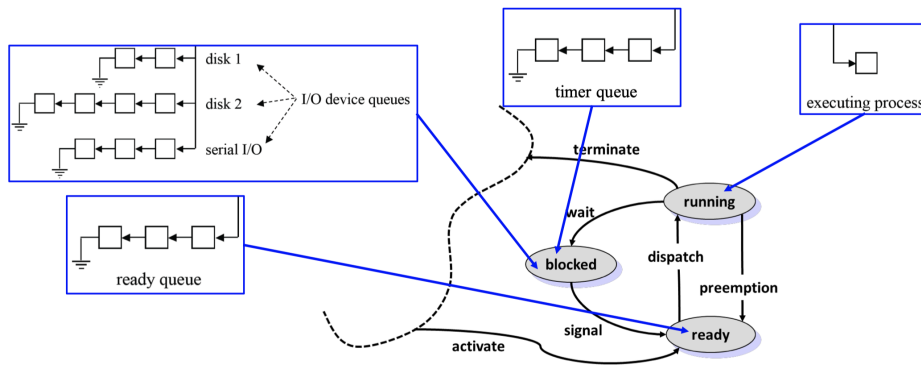 disk 1
disk 2
serial I/O
I/O device queues
timer queue
executing process
ready queue
terminate
running
wait
blocked
dispatch
preemption
signal
ready
activate